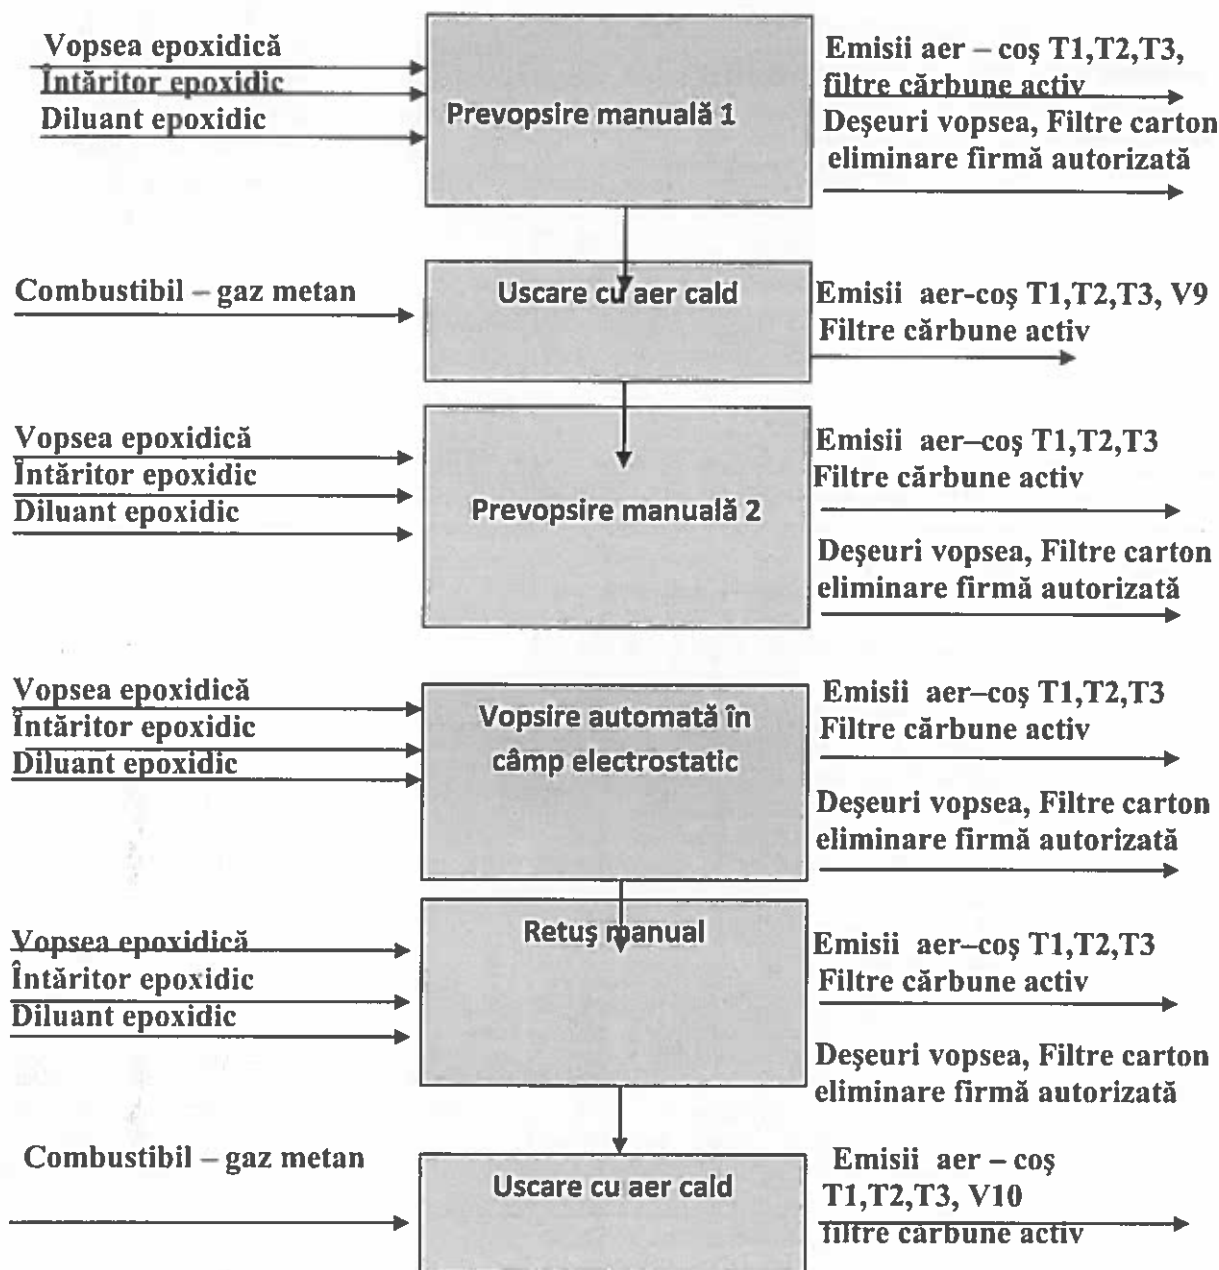 Vopsea epoxidică
Întăritor epoxidic
Diluant epoxidic
Prevopsire manuală 1
Emisii aer – coş T1,T2,T3,
filtre cărbune activ
Deşeuri vopsea, Filtre carton
eliminare firmă autorizată
Combustibil – gaz metan
Uscare cu aer cald
Emisii aer-coş T1,T2,T3, V9
Filtre cărbune activ
Vopsea epoxidică
Întăritor epoxidic
Diluant epoxidic
Prevopsire manuală 2
Emisii aer–coş T1,T2,T3
Filtre cărbune activ
Deşeuri vopsea, Filtre carton
eliminare firmă autorizată
Vopsea epoxidică
Întăritor epoxidic
Diluant epoxidic
Vopsire automată în
câmp electrostatic
Emisii aer–coş T1,T2,T3
Filtre cărbune activ
Deşeuri vopsea, Filtre carton
eliminare firmă autorizată
Vopsea epoxidică
Întăritor epoxidic
Diluant epoxidic
Retuş manual
Emisii aer–coş T1,T2,T3
Filtre cărbune activ
Deşeuri vopsea, Filtre carton
eliminare firmă autorizată
Combustibil – gaz metan
Uscare cu aer cald
Emisii aer – coş
T1,T2,T3, V10
filtre cărbune activ